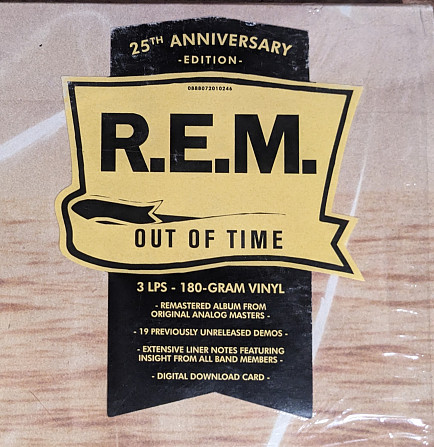 25TH ANNIVERSARY
-EDITION-
0888072010246
R.E.M.
OUT OF TIME
3 LPS - 180-GRAM VINYL
- REMASTERED ALBUM FROM
ORIGINAL ANALOG MASTERS -
- 19 PREVIOUSLY UNRELEASED DEMOS -
- EXTENSIVE LINER NOTES FEATURING
INSIGHT FROM ALL BAND MEMBERS -
- DIGITAL DOWNLOAD CARD -